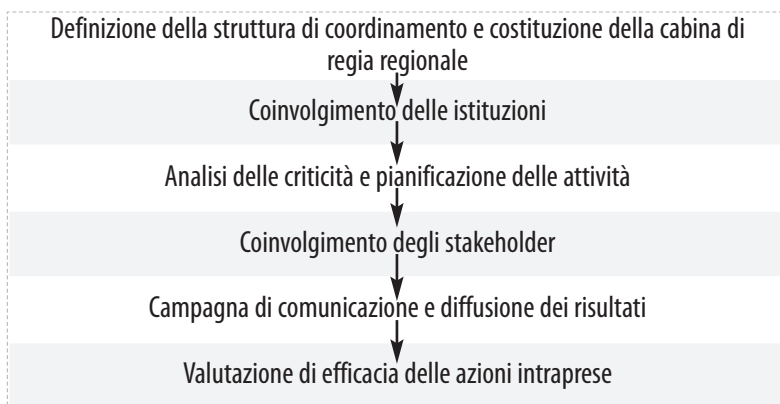 Definizione della struttura di coordinamento e costituzione della cabina di
regia regionale
Coinvolgimento delle istituzioni
Analisi delle criticità e pianificazione delle attività
Coinvolgimento degli stakeholder
Campagna di comunicazione e diffusione dei risultati
Valutazione di efficacia delle azioni intraprese